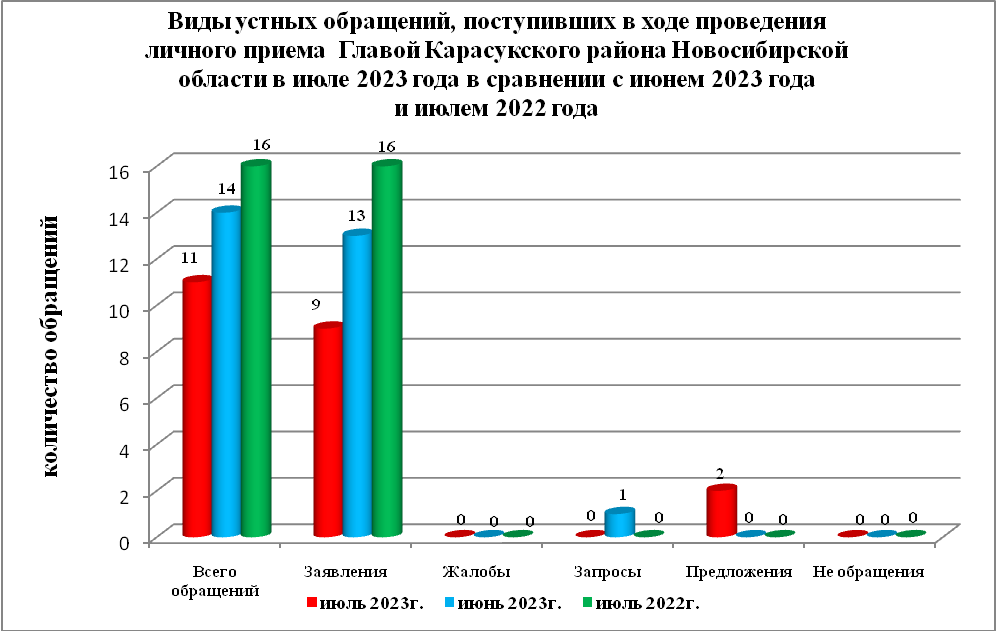 Виды устных обращений, поступивших в ходе проведения
личного приема Главой Карасукского района Новосибирской
области в июле 2023 года в сравнении с июнем 2023 года
и июлем 2022 года
количество обращений
16
14
12
10
8
6
4
2
0
11 14 16
9 13 16
0 0 0
0 1 0
2 0 0
0 0 0
Всего обращений
Заявления
Жалобы
Запросы
Предложения
Не обращения
июль 2023г. июнь 2023г. июль 2022г.